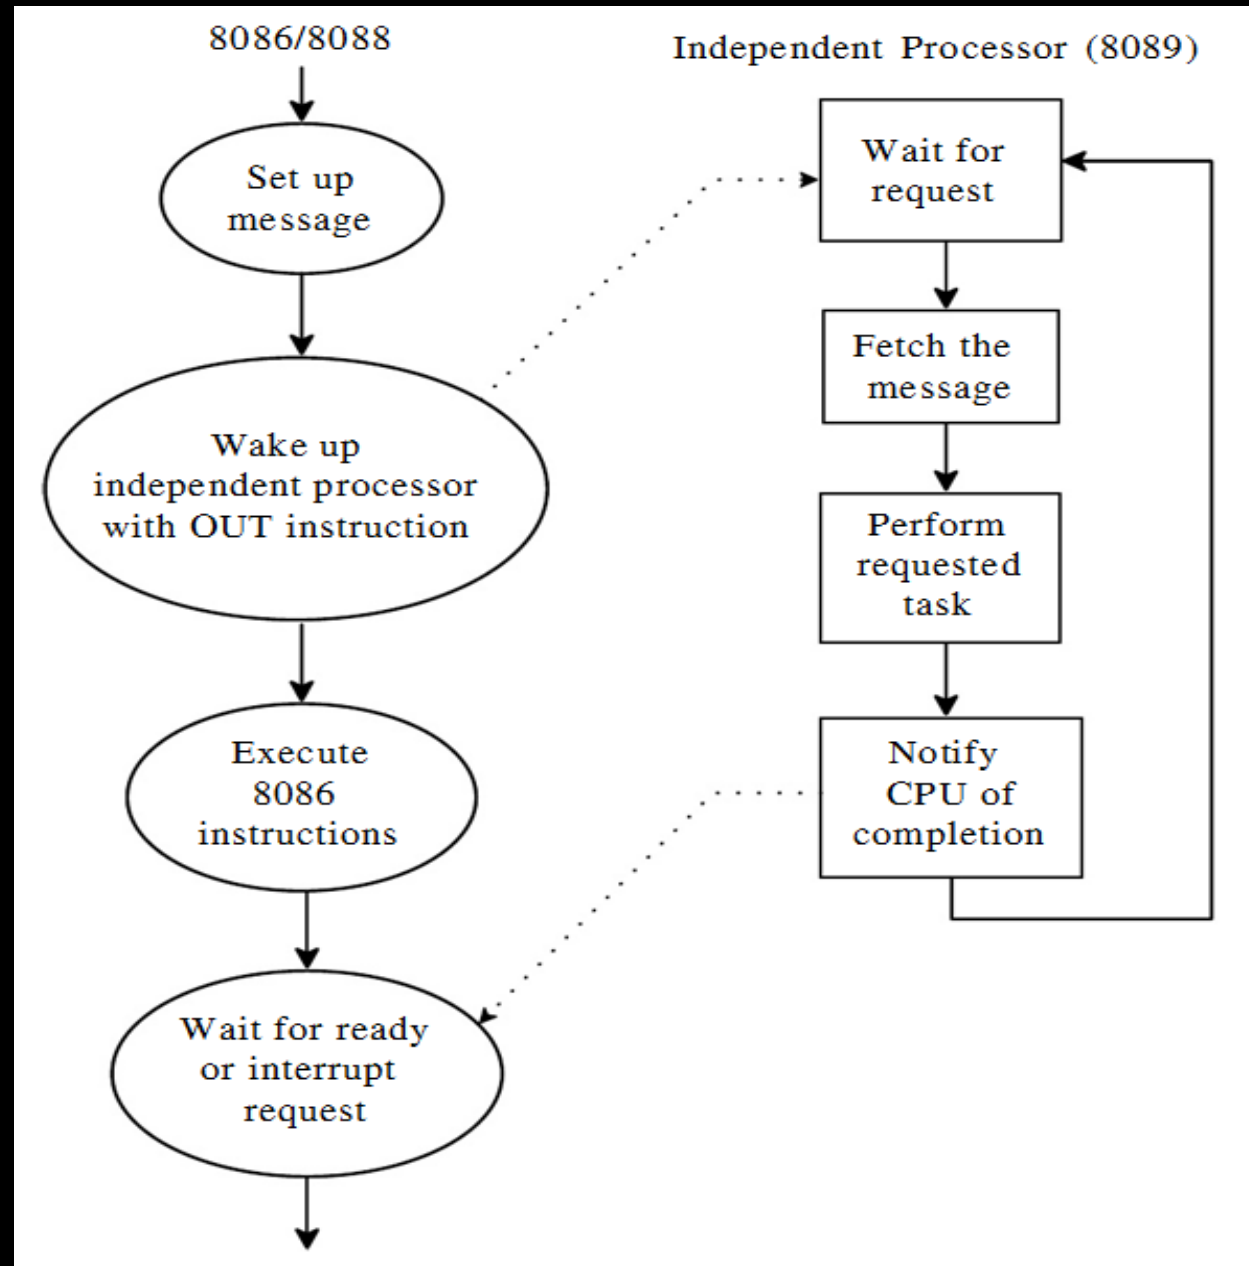 8086/8088
Set up
message
Wake up
independent processor
with OUT instruction
Execute
8086
instructions
Wait for ready
or interrupt
request
Independent Processor (8089)
Wait for
request
Fetch the
message
Perform
requested
task
Notify
CPU of
completion